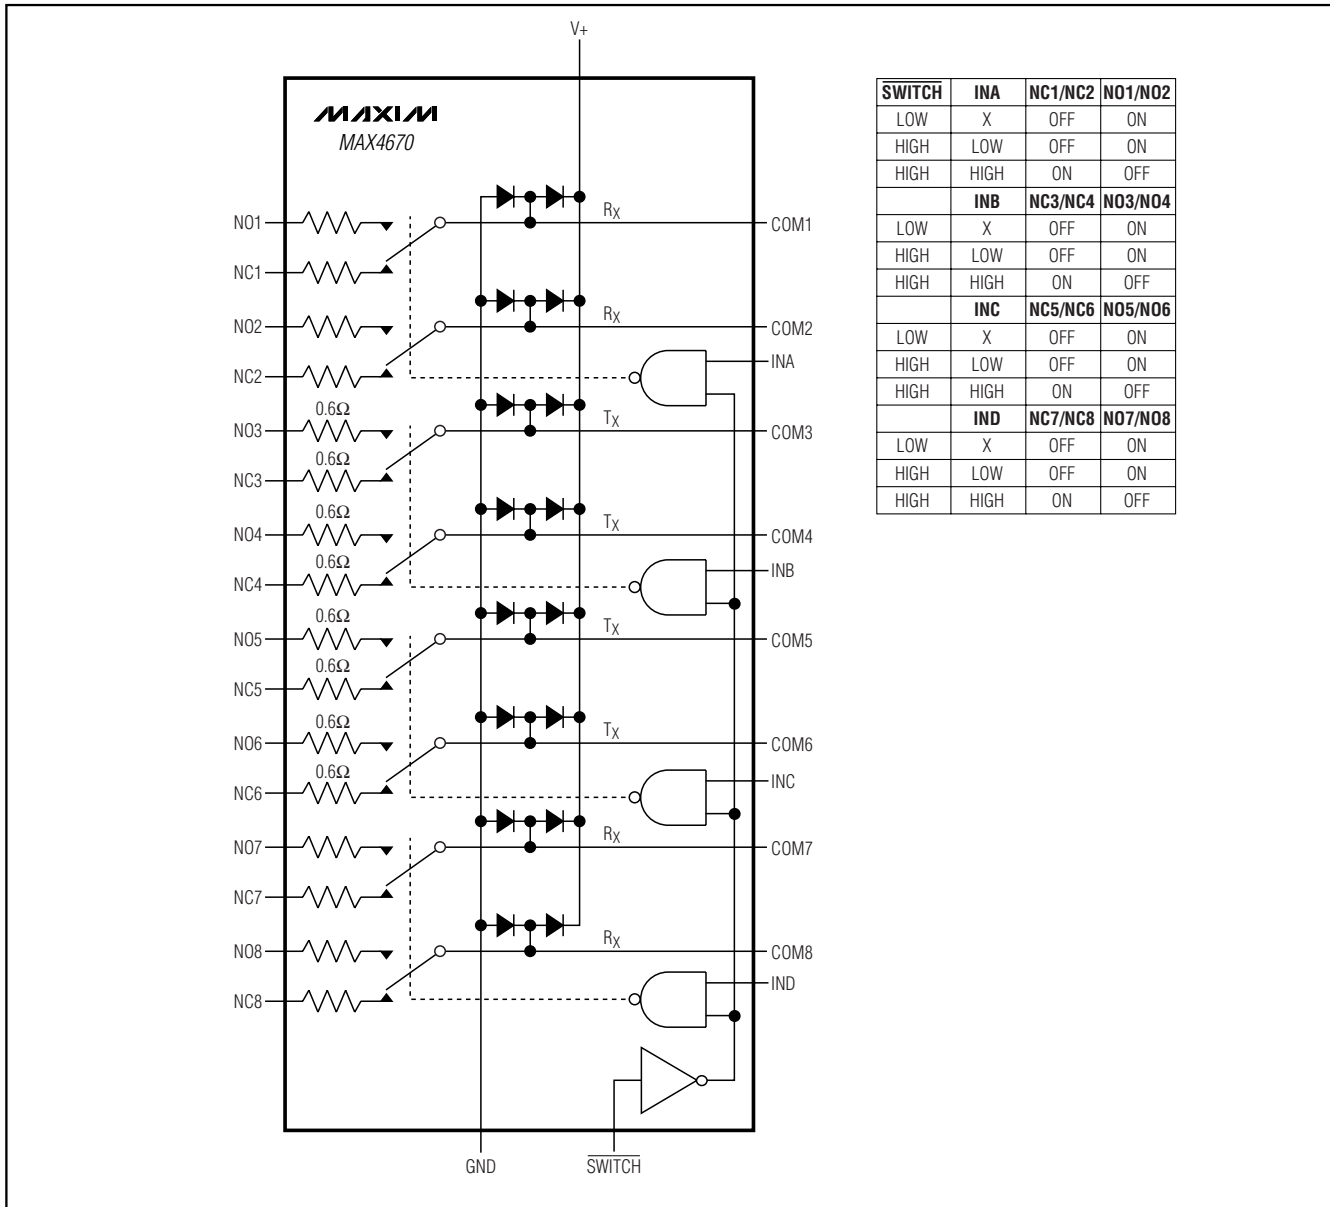 V+
MAXIM
MAX4670
NO1
RX
COM1
NC1
NO2
RX
COM2
INA
NC2
0.6Ω
NO3
TX
COM3
0.6Ω
NC3
0.6Ω
NO4
TX
COM4
0.6Ω
INB
NC4
0.6Ω
NO5
TX
COM5
0.6Ω
NC5
0.6Ω
NO6
TX
COM6
0.6Ω
INC
NC6
NO7
RX
COM7
NC7
NO8
RX
COM8
IND
NC8
GND
SWITCH
SWITCH INA NC1/NC2 NO1/NO2
LOW X OFF ON
HIGH LOW OFF ON
HIGH HIGH ON OFF
INB NC3/NC4 NO3/NO4
LOW X OFF ON
HIGH LOW OFF ON
HIGH HIGH ON OFF
INC NC5/NC6 NO5/NO6
LOW X OFF ON
HIGH LOW OFF ON
HIGH HIGH ON OFF
IND NC7/NC8 NO7/NO8
LOW X OFF ON
HIGH LOW OFF ON
HIGH HIGH ON OFF